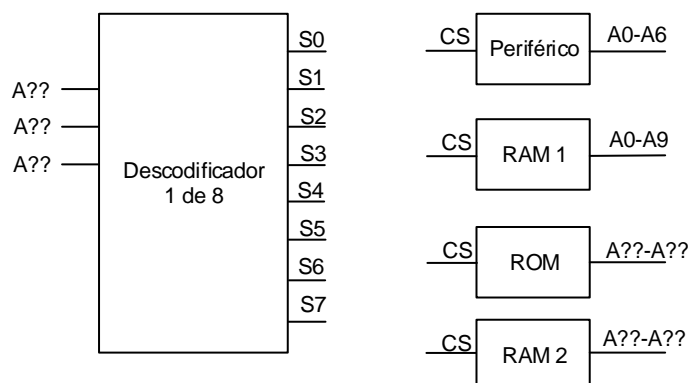 A??
A??
A??
Descodificador
1 de 8
S0
S1
S2
S3
S4
S5
S6
S7
CS
Periférico
A0-A6
CS
RAM 1
A0-A9
CS
ROM
A??-A??
CS
RAM 2
A??-A??